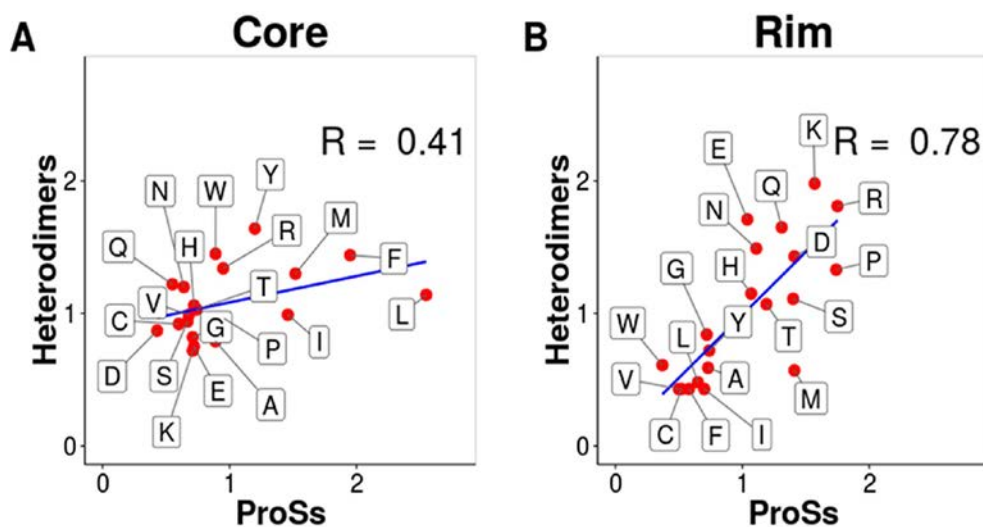 A Core
R = 0.41
Heterodimers
2
1
0
N
W
Y
M
Q
H
R
F
V
T
C
G
L
D
S
P
I
E
A
K
0 1 2
ProSs
B Rim
R = 0.78
Heterodimers
2
1
0
K
E
Q
R
N
D
G
H
P
W
L
Y
S
T
V
A
M
C
F
I
0 1 2
ProSs